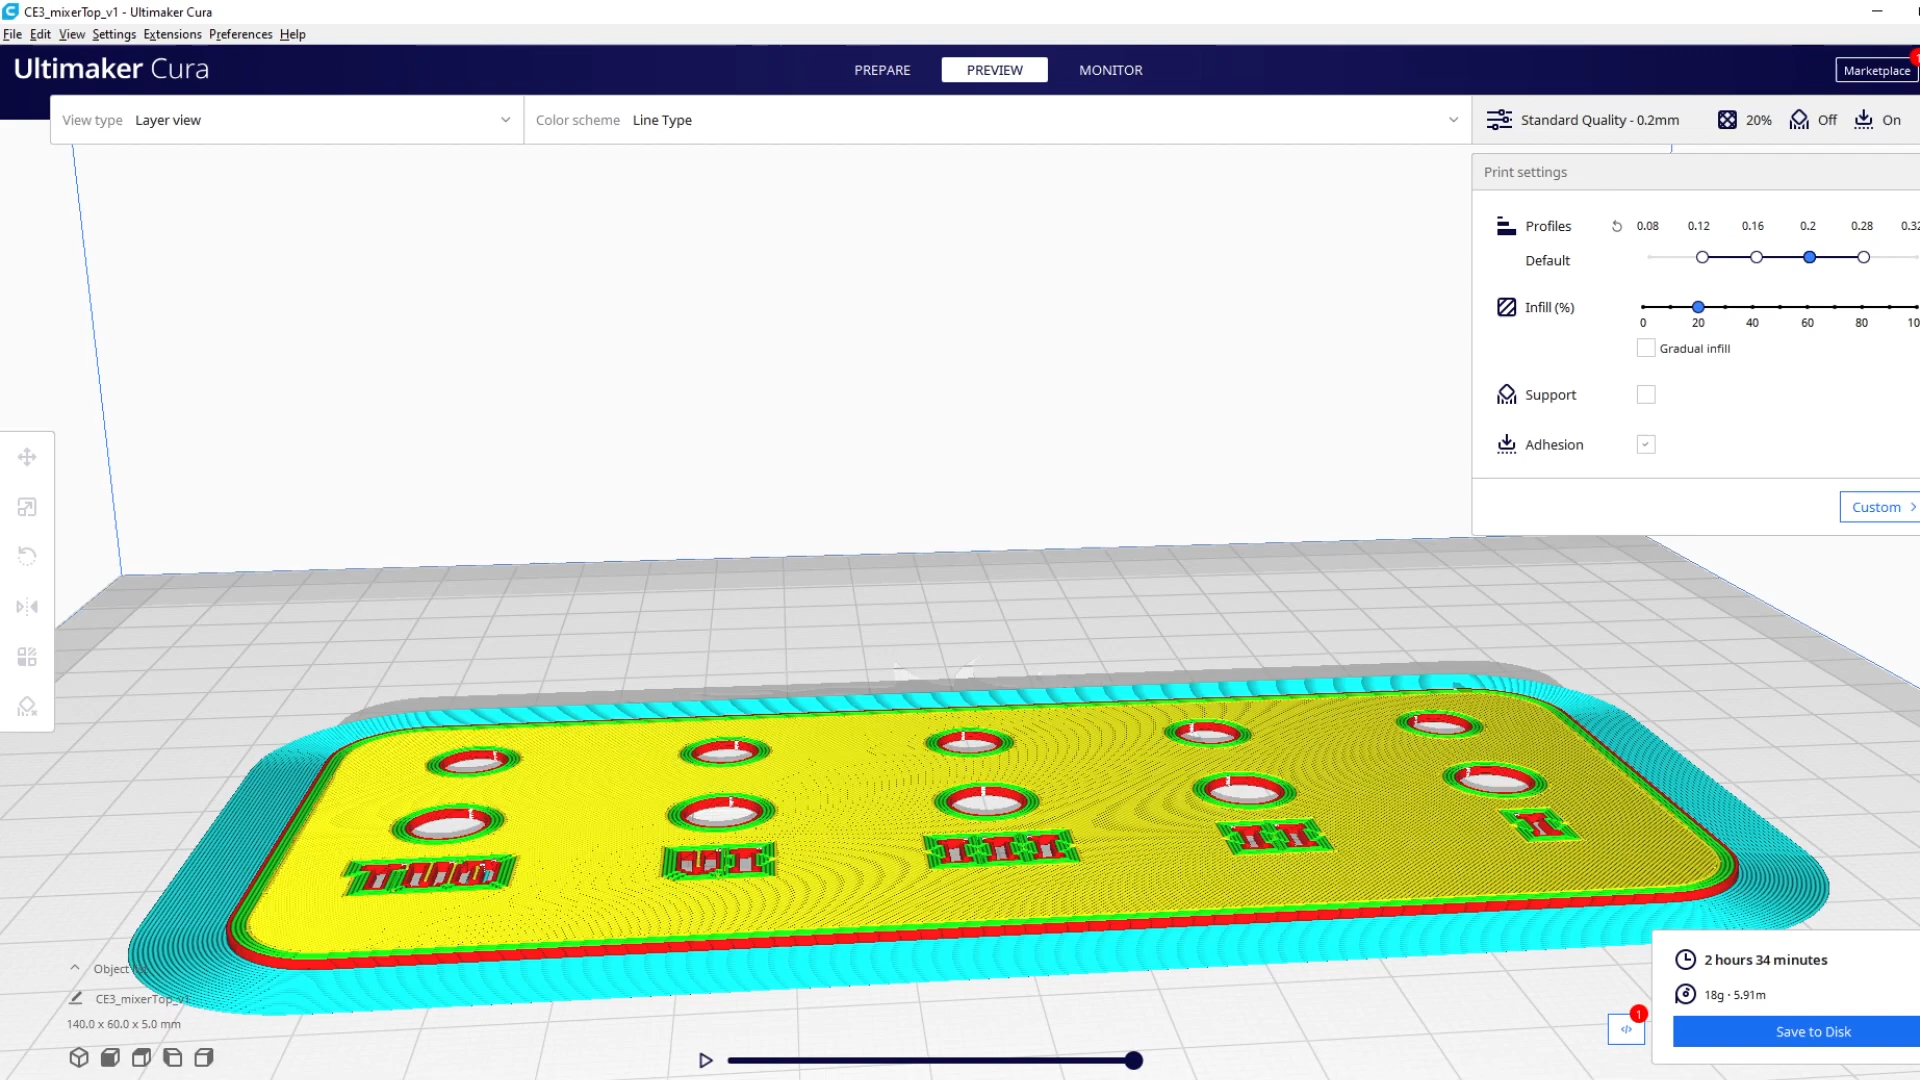 CE3_mixerTop_v1 - Ultimaker Cura
File Edit View Settings Extensions Preferences Help
Ultimaker Cura
PREPARE PREVIEW MONITOR
Marketplace
View type Layer view
Color scheme Line Type
Standard Quality - 0.2mm 20% Off On
Print settings
Profiles 0.08 0.12 0.16 0.2 0.28
Default
Infill (%)
0 20 40 60 80
Gradual infill
Support
Adhesion
Custom
III II I
Object
CE3_mixerTop_v1
140.0 x 60.0 x 5.0 mm
2 hours 34 minutes
18g · 5.91m
1
Save to Disk